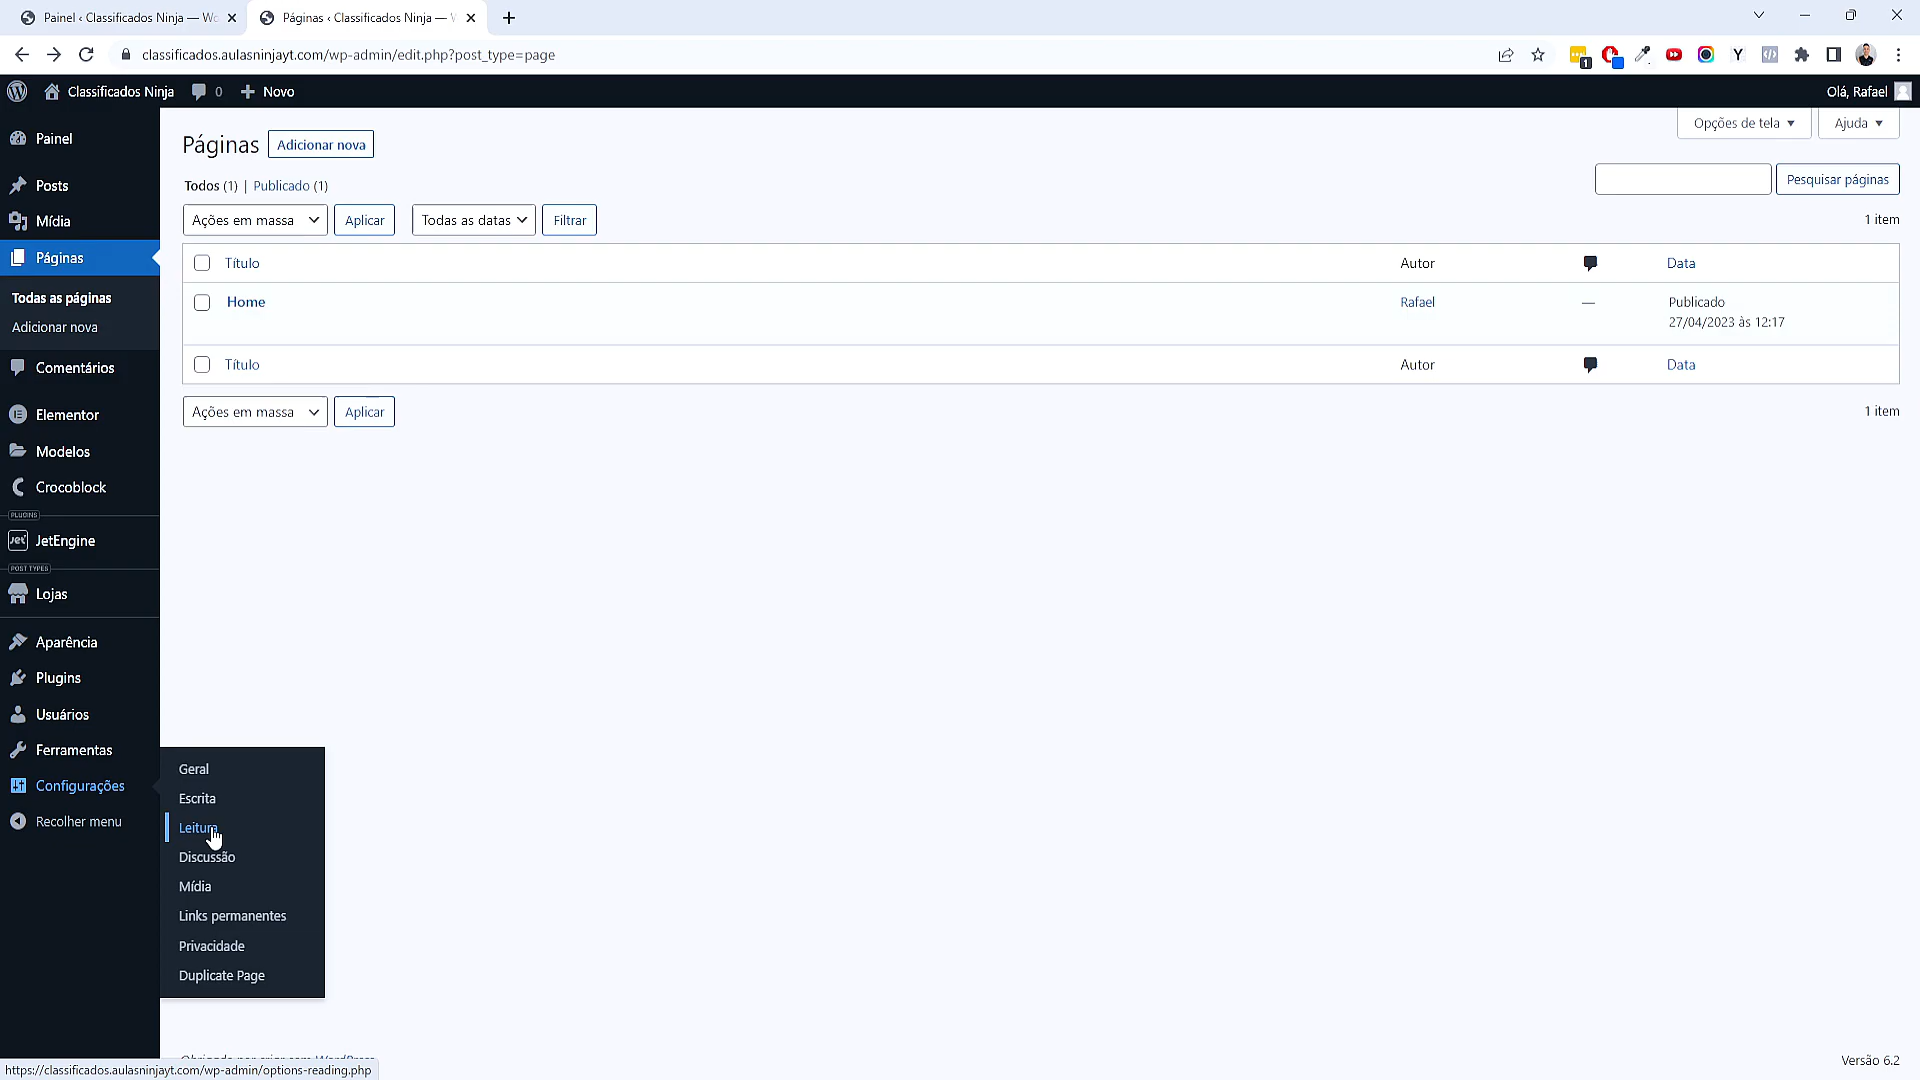 Painel ‹ Classificados Ninja — Wo
Páginas ‹ Classificados Ninja — W
classificados.aulasninjayt.com/wp-admin/edit.php?post_type=page
1
Y
Classificados Ninja
0
Novo
Olá, Rafael
Painel
Posts
Mídia
Páginas
Todas as páginas
Adicionar nova
Comentários
Elementor
Modelos
Crocoblock
PLUGINS
Jet JetEngine
POST TYPES
Lojas
Aparência
Plugins
Usuários
Ferramentas
Configurações
Recolher menu
Geral
Escrita
Leitura
Discussão
Mídia
Links permanentes
Privacidade
Duplicate Page
Opções de tela
Ajuda
Páginas
Adicionar nova
Todos (1) | Publicado (1)
Pesquisar páginas
Ações em massa
Aplicar
Todas as datas
Filtrar
1 item
Título
Autor
Data
Home
Rafael
—
Publicado
27/04/2023 às 12:17
Título
Autor
Data
Ações em massa
Aplicar
1 item
Obrigado por criar com WordPress
Versão 6.2
https://classificados.aulasninjayt.com/wp-admin/options-reading.php